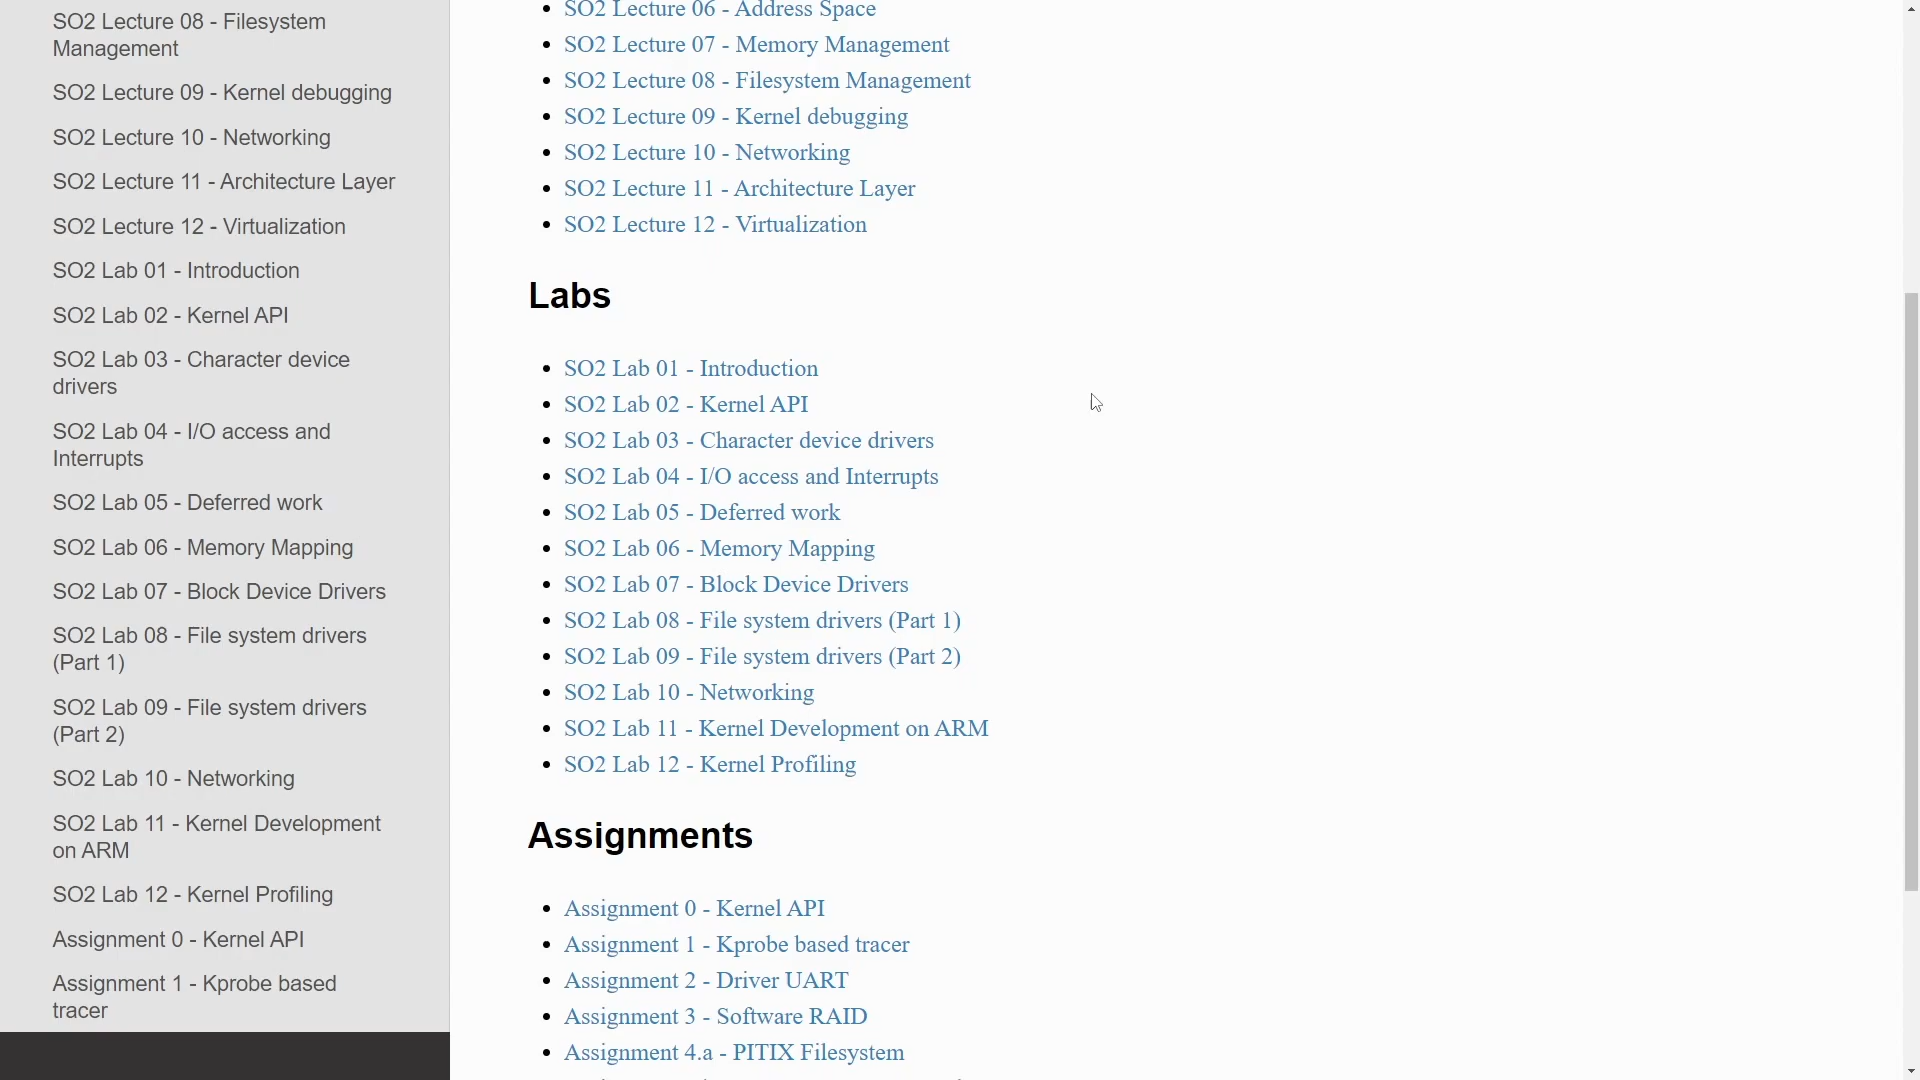 SO2 Lecture 08 - Filesystem
Management
SO2 Lecture 09 - Kernel debugging
SO2 Lecture 10 - Networking
SO2 Lecture 11 - Architecture Layer
SO2 Lecture 12 - Virtualization
SO2 Lab 01 - Introduction
SO2 Lab 02 - Kernel API
SO2 Lab 03 - Character device
drivers
SO2 Lab 04 - I/O access and
Interrupts
SO2 Lab 05 - Deferred work
SO2 Lab 06 - Memory Mapping
SO2 Lab 07 - Block Device Drivers
SO2 Lab 08 - File system drivers
(Part 1)
SO2 Lab 09 - File system drivers
(Part 2)
SO2 Lab 10 - Networking
SO2 Lab 11 - Kernel Development
on ARM
SO2 Lab 12 - Kernel Profiling
Assignment 0 - Kernel API
Assignment 1 - Kprobe based
tracer
SO2 Lecture 06 - Address Space
SO2 Lecture 07 - Memory Management
SO2 Lecture 08 - Filesystem Management
SO2 Lecture 09 - Kernel debugging
SO2 Lecture 10 - Networking
SO2 Lecture 11 - Architecture Layer
SO2 Lecture 12 - Virtualization
Labs
SO2 Lab 01 - Introduction
SO2 Lab 02 - Kernel API
SO2 Lab 03 - Character device drivers
SO2 Lab 04 - I/O access and Interrupts
SO2 Lab 05 - Deferred work
SO2 Lab 06 - Memory Mapping
SO2 Lab 07 - Block Device Drivers
SO2 Lab 08 - File system drivers (Part 1)
SO2 Lab 09 - File system drivers (Part 2)
SO2 Lab 10 - Networking
SO2 Lab 11 - Kernel Development on ARM
SO2 Lab 12 - Kernel Profiling
Assignments
Assignment 0 - Kernel API
Assignment 1 - Kprobe based tracer
Assignment 2 - Driver UART
Assignment 3 - Software RAID
Assignment 4.a - PITIX Filesystem